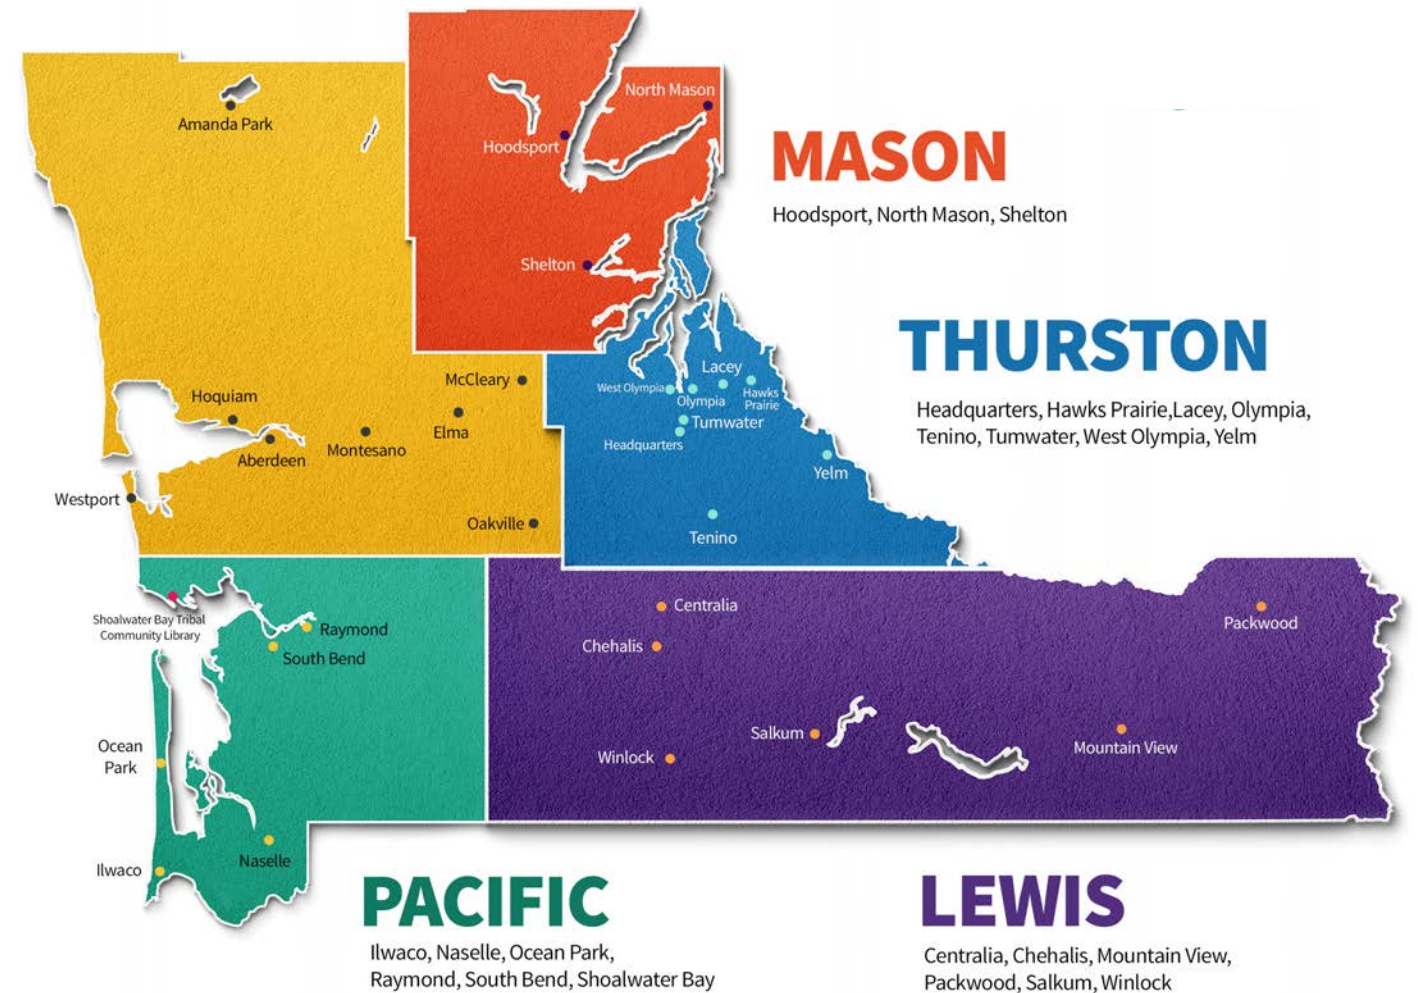 North Mason
Amanda Park
Hoodsport
MASON
Hoodsport, North Mason, Shelton
Shelton
THURSTON
Headquarters, Hawks Prairie,Lacey, Olympia,
Tenino, Tumwater, West Olympia, Yelm
Lacey
McCleary
West Olympia
Hawks
Prairie
Hoquiam
Olympia
Tumwater
Elma
Headquarters
Montesano
Aberdeen
Yelm
Westport
Oakville
Tenino
Centralia
Shoalwater Bay Tribal
Community Library
Packwood
Raymond
Chehalis
South Bend
Salkum
Ocean
Park
Mountain View
Winlock
Naselle
Ilwaco
PACIFIC
Ilwaco, Naselle, Ocean Park,
Raymond, South Bend, Shoalwater Bay
LEWIS
Centralia, Chehalis, Mountain View,
Packwood, Salkum, Winlock